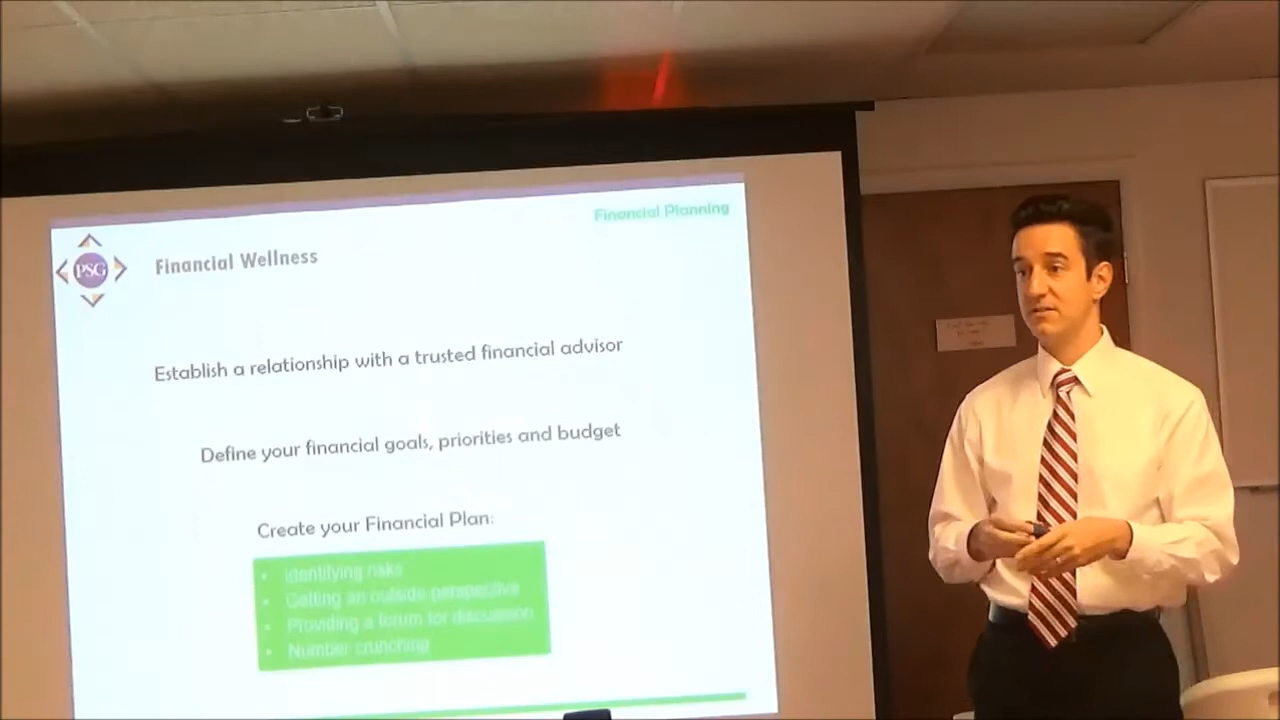 Financial Planning
PSG
Financial Wellness
Establish a relationship with a trusted financial advisor
Define your financial goals, priorities and budget
Create your Financial Plan:
• Identifying risks
• Getting an outside perspective
• Providing a forum for discussion
• Number crunching